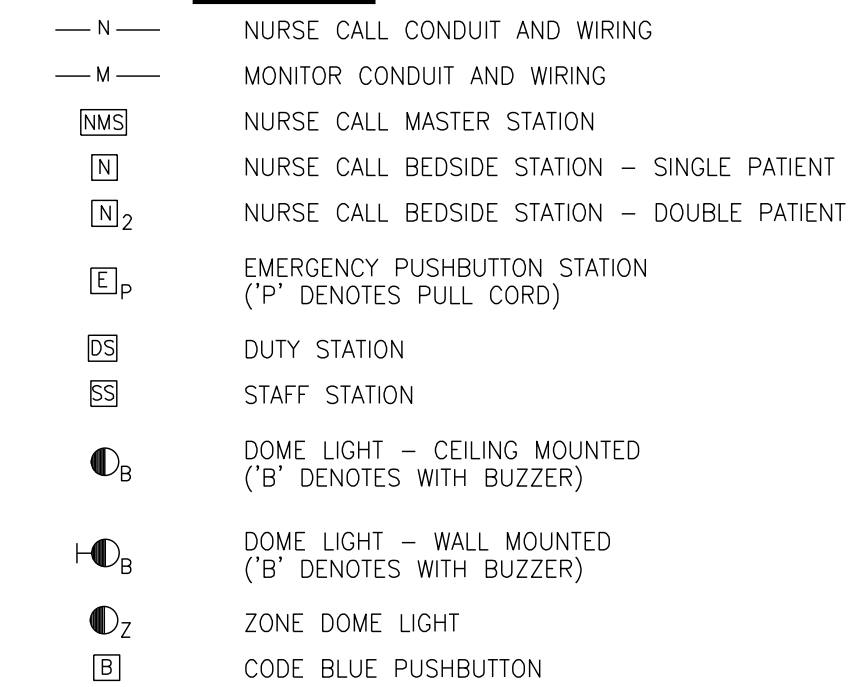 N NURSE CALL CONDUIT AND WIRING
M MONITOR CONDUIT AND WIRING
NMS NURSE CALL MASTER STATION
N NURSE CALL BEDSIDE STATION – SINGLE PATIENT
N2 NURSE CALL BEDSIDE STATION – DOUBLE PATIENT
EP EMERGENCY PUSHBUTTON STATION
('P' DENOTES PULL CORD)
DS DUTY STATION
SS STAFF STATION
B DOME LIGHT – CEILING MOUNTED
('B' DENOTES WITH BUZZER)
B DOME LIGHT – WALL MOUNTED
('B' DENOTES WITH BUZZER)
Z ZONE DOME LIGHT
B CODE BLUE PUSHBUTTON